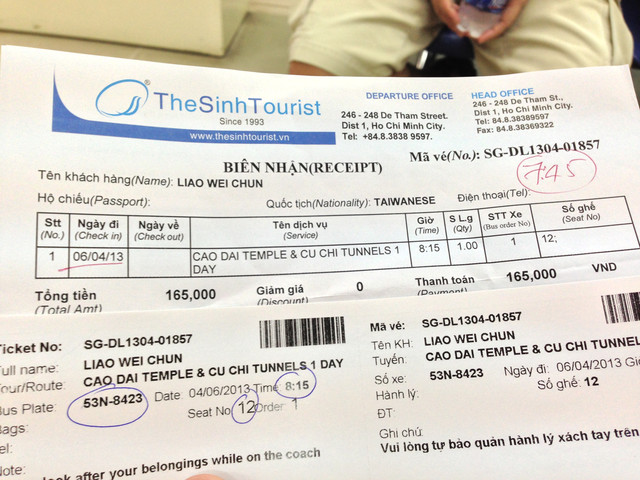 TheSinhTourist
®
Since 1993
www.thesinhtourist.vn
DEPARTURE OFFICE
246 - 248 De Tham Street.
Dist 1, Ho Chi Minh City.
Tel: +84.8.3838 9597.
HEAD OFFICE
246 - 248 De Tham St.,
Dist 1, Ho Chi Minh City.
Tel: 84.8.38389597
Fax: 84.8.38369322
BIÊN NHẬN(RECEIPT)
Mã vé(No.): SG-DL1304-01857
7:45
Tên khách hàng(Name): LIAO WEI CHUN
Hộ chiếu(Passport): Quốc tịch(Nationality): TAIWANESE Điện thoại(Tel):
Stt (No.) Ngày đi (Check in) Ngày về (Check out) Tên dịch vụ (Service) Giờ (Time) S Lg (Qty) STT Xe (Bus order No) Số ghế (Seat No)
1 06/04/13 CAO DAI TEMPLE & CU CHI TUNNELS 1 DAY 8:15 1.00 1 12;
Tổng tiền 165,000 Giảm giá 0 Thanh toán 165,000 VND
(Total Amt) (Discount) (Payment)
Ticket No: SG-DL1304-01857
Full name: LIAO WEI CHUN
Tour/Route: CAO DAI TEMPLE & CU CHI TUNNELS 1 DAY
Bus Plate: 53N-8423 Date: 04/06/2013 Time: 8:15
Bags: Seat No: 12 Order: 1
Tel:
Note:
look after your belongings while on the coach
Mã vé: SG-DL1304-01857
Tên KH: LIAO WEI CHUN
Tuyến: CAO DAI TEMPLE & CU CHI TUNNELS 1 DAY
Số xe: 53N-8423 Ngày đi: 06/04/2013
Hành lý: Số ghế: 12
ĐT:
Ghi chú:
Vui lòng tự bảo quản hành lý xách tay trên